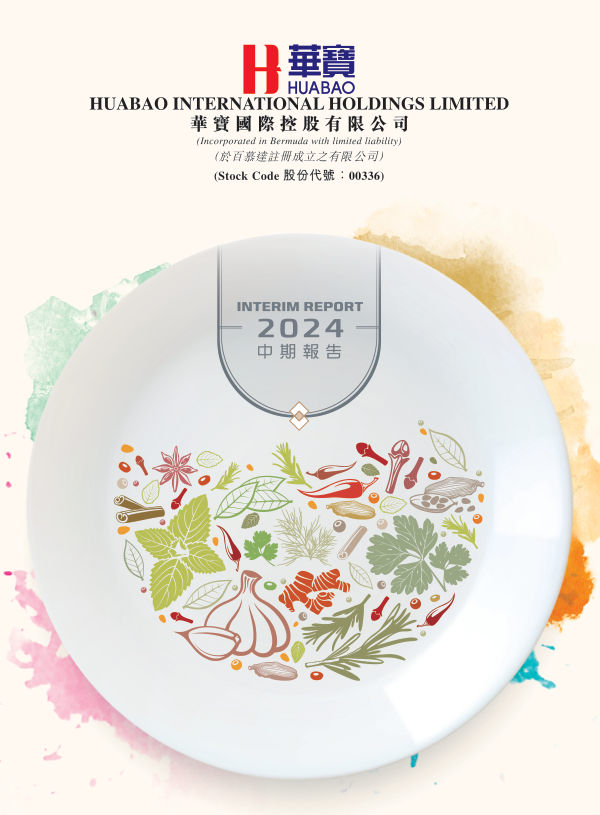 華寶
HUABAO
HUABAO INTERNATIONAL HOLDINGS LIMITED
華寶國際控股有限公司
(Incorporated in Bermuda with limited liability)
(於百慕達註冊成立之有限公司)
(Stock Code 股份代號：00336)
INTERIM REPORT
2024
中期報告